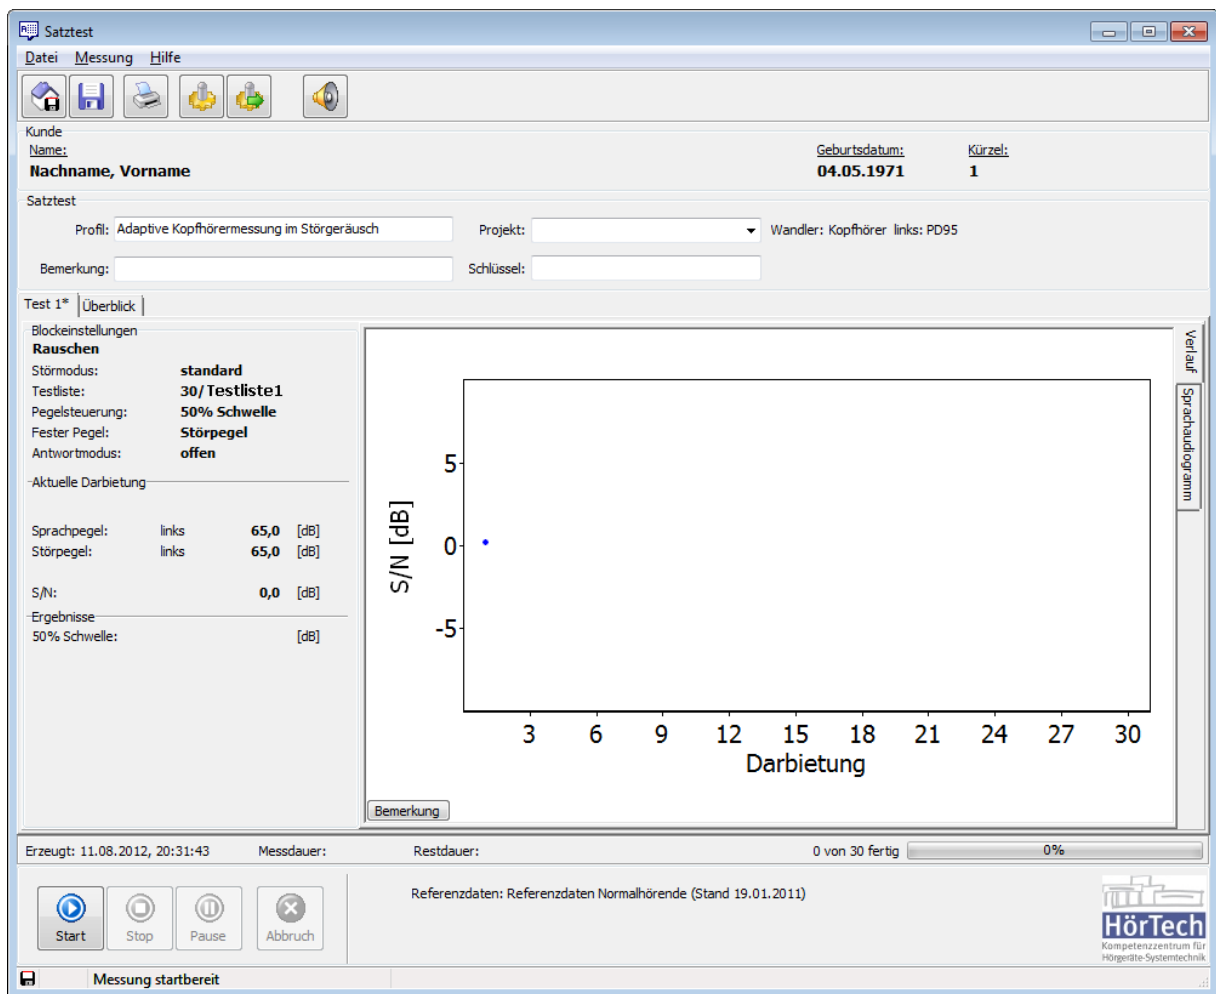 Satztest
Datei Messung Hilfe
Kunde
Name: Geburtsdatum: Kürzel:
Nachname, Vorname 04.05.1971 1
Satztest
Profil: Adaptive Kopfhörermessung im Störgeräusch Projekt: Wandler: Kopfhörer links: PD95
Bemerkung: Schlüssel:
Test 1* Überblick
Blockeinstellungen
Rauschen
Störmodus: standard
Testliste: 30/Testliste1
Pegelsteuerung: 50% Schwelle
Fester Pegel: Störpegel
Antwortmodus: offen
Aktuelle Darbietung
Sprachpegel: links 65,0 [dB]
Störpegel: links 65,0 [dB]
S/N: 0,0 [dB]
Ergebnisse
50% Schwelle: [dB]
S/N [dB]
5
0
-5
3 6 9 12 15 18 21 24 27 30
Darbietung
Bemerkung
Verlauf
Sprachaudiogramm
Erzeugt: 11.08.2012, 20:31:43 Messdauer: Restdauer: 0 von 30 fertig 0%
Start Stop Pause Abbruch
Referenzdaten: Referenzdaten Normalhörende (Stand 19.01.2011)
HörTech
Kompetenzzentrum für
Hörgeräte-Systemtechnik
Messung startbereit